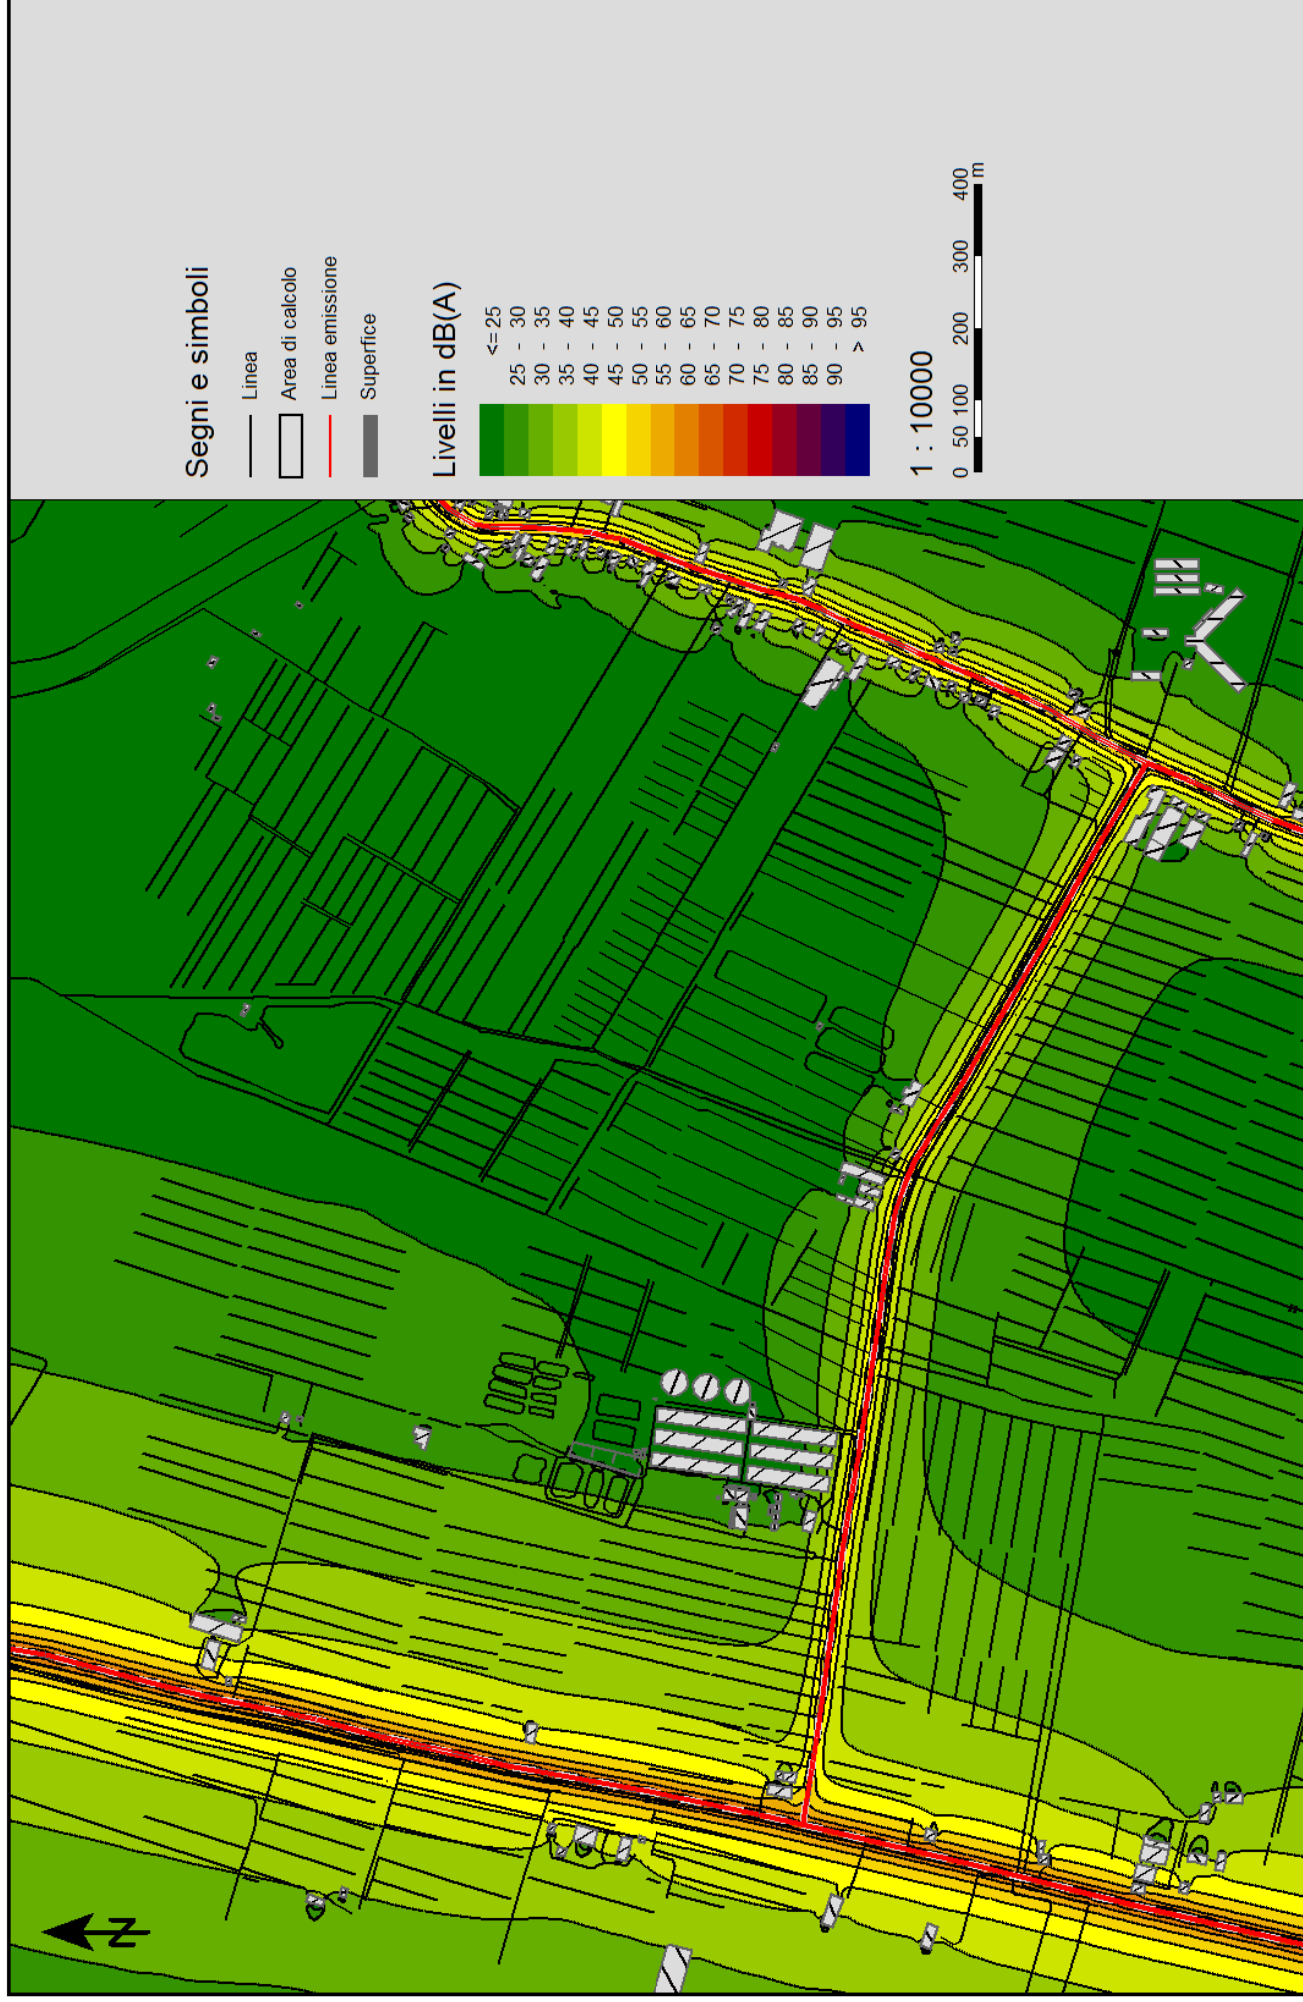 Segni e simboli
Linea
Area di calcolo
Linea emissione
Superfice
Livelli in dB(A)
<= 25
25 - 30
30 - 35
35 - 40
40 - 45
45 - 50
50 - 55
55 - 60
60 - 65
65 - 70
70 - 75
75 - 80
80 - 85
85 - 90
90 - 95
> 95
1 : 10000
0 50 100 200 300 400
m
N